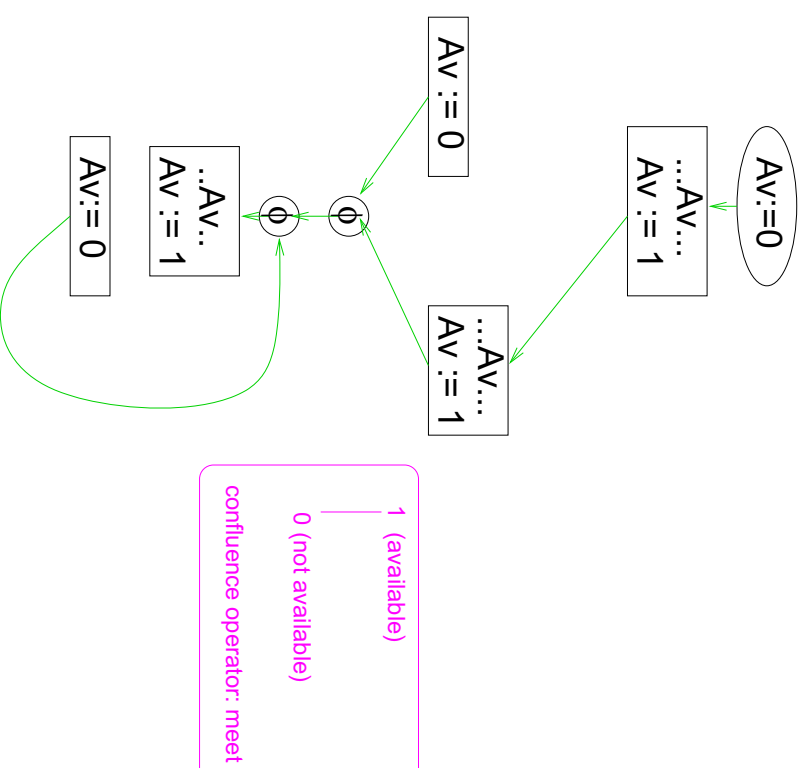 Av:=0
...Av...
Av := 1
Av := 0
...Av...
Av := 1
ϕ
ϕ
..Av..
Av := 1
Av:= 0
1 (available)
0 (not available)
confluence operator: meet